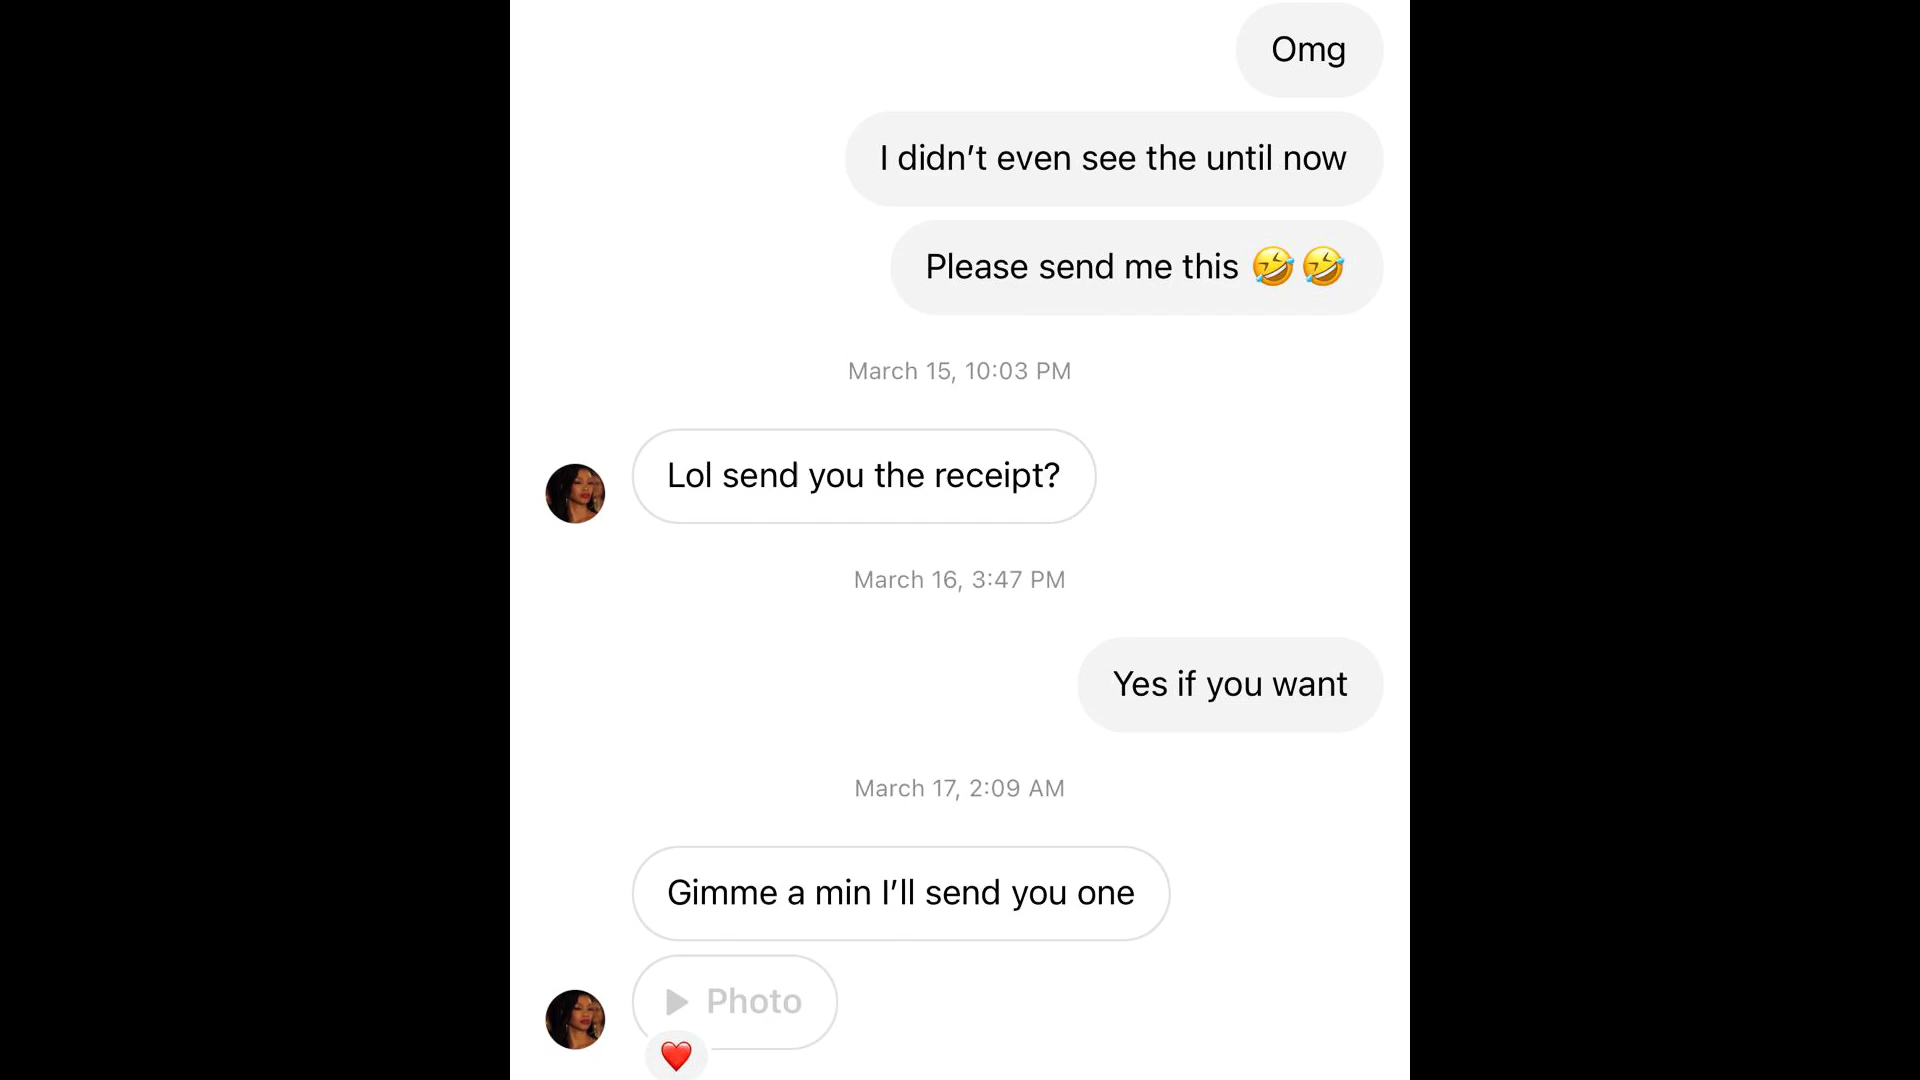 Omg
I didn’t even see the until now
Please send me this 🤣🤣
March 15, 10:03 PM
Lol send you the receipt?
March 16, 3:47 PM
Yes if you want
March 17, 2:09 AM
Gimme a min I’ll send you one
Photo